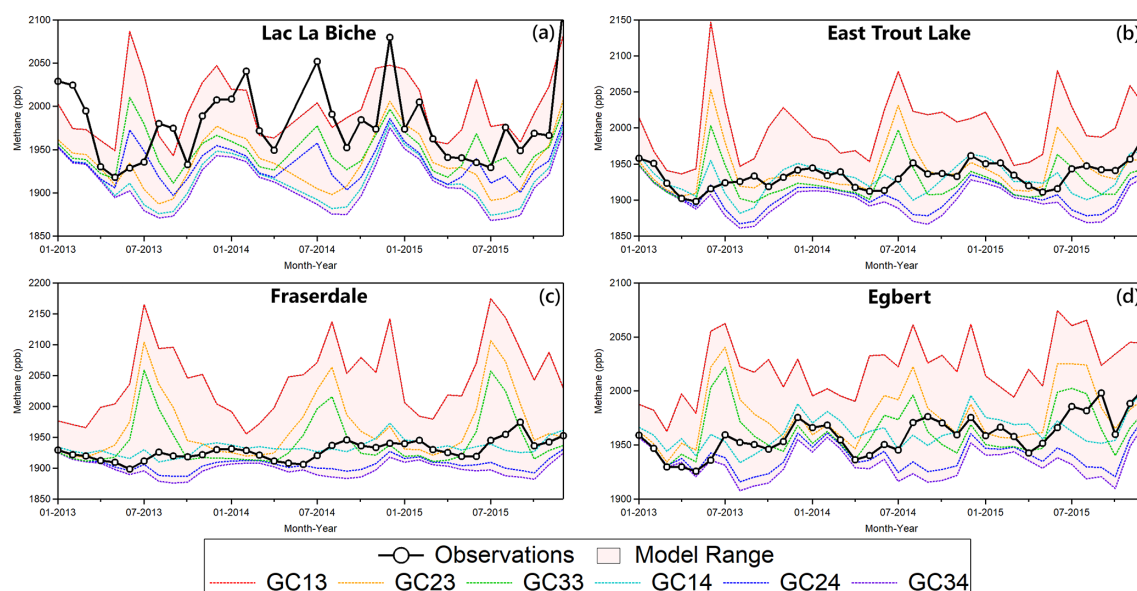 Lac La Biche
(a)
Methane (ppb)
2100
2050
2000
1950
1900
1850
01-2013 07-2013 01-2014 07-2014 01-2015 07-2015
Month-Year
East Trout Lake
(b)
Methane (ppb)
2150
2100
2050
2000
1950
1900
1850
01-2013 07-2013 01-2014 07-2014 01-2015 07-2015
Month-Year
Fraserdale
(c)
Methane (ppb)
2200
2150
2100
2050
2000
1950
1900
1850
01-2013 07-2013 01-2014 07-2014 01-2015 07-2015
Month-Year
Egbert
(d)
Methane (ppb)
2100
2050
2000
1950
1900
01-2013 07-2013 01-2014 07-2014 01-2015 07-2015
Month-Year
Observations Model Range
GC13 GC23 GC33 GC14 GC24 GC34